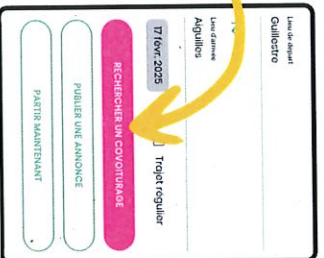 Lieu de départ
Guillestre
Lieu d'arrivée
Aiguilles
17 févr. 2025
Trajet régulier
RECHERCHER UN COVOITURAGE
PUBLIER UNE ANNONCE
PARTIR MAINTENANT